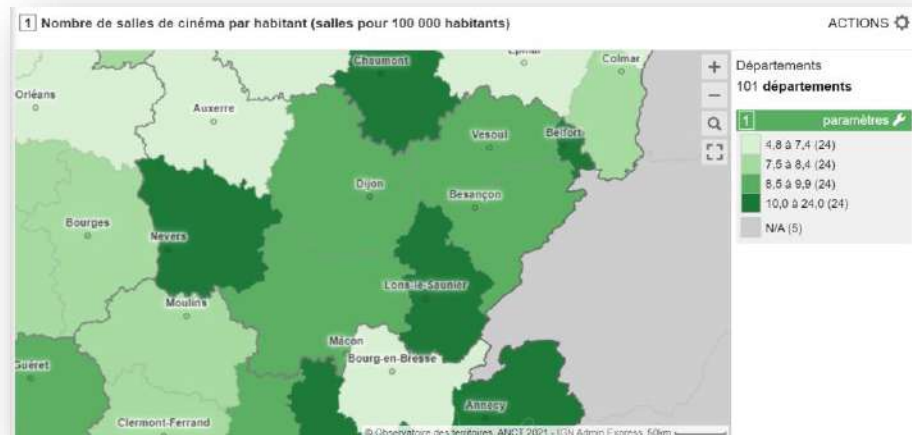 1 Nombre de salles de cinéma par habitant (salles pour 100 000 habitants)
ACTIONS
Chaumont
Epinal
Colmar
Orléans
Auxerre
Vesoul
Belfort
Dijon
Besançon
Bourges
Nevers
Lons-le-Saunier
Moulins
Mâcon
Bourg-en-Bresse
Guéret
Annecy
Clermont-Ferrand
© Observatoire des territoires, ANCT 2021 - IGN Admin Express, 50km
+
−
Départements
101 départements
1 paramètres
4,8 à 7,4 (24)
7,5 à 8,4 (24)
8,5 à 9,9 (24)
10,0 à 24,0 (24)
N/A (5)